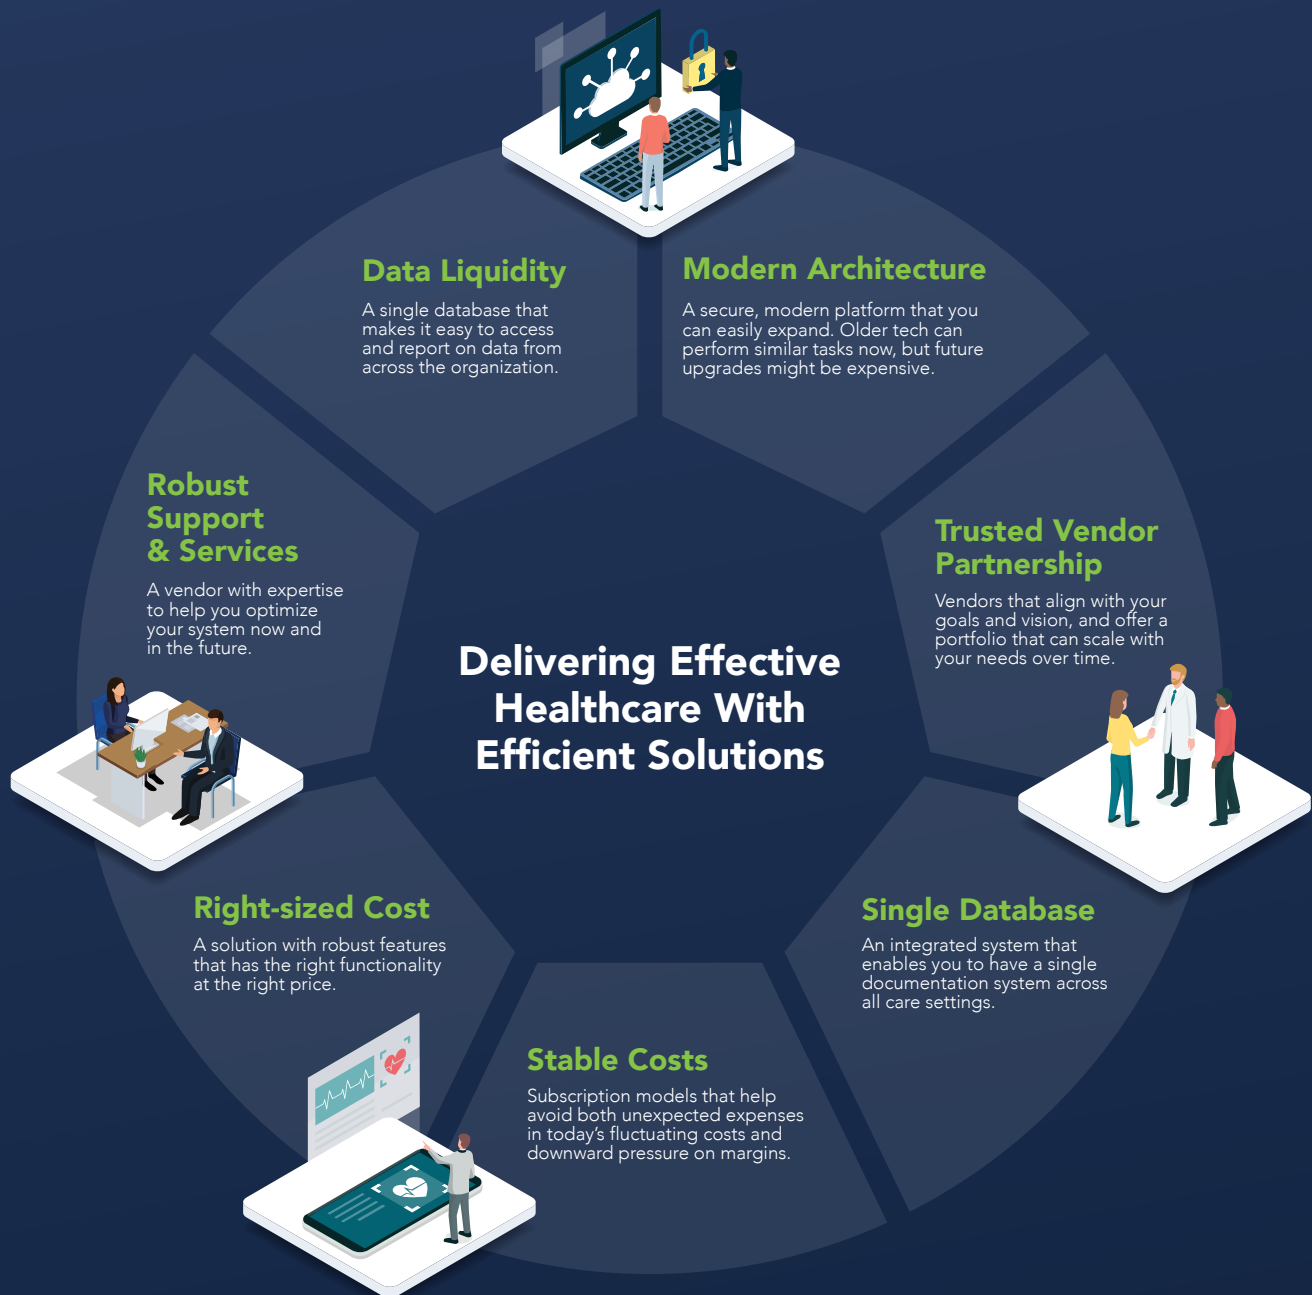 Data Liquidity
A single database that
makes it easy to access
and report on data from
across the organization.
Modern Architecture
A secure, modern platform that you
can easily expand. Older tech can
perform similar tasks now, but future
upgrades might be expensive.
Robust
Support
& Services
A vendor with expertise
to help you optimize
your system now and
in the future.
Trusted Vendor
Partnership
Vendors that align with your
goals and vision, and offer a
portfolio that can scale with
your needs over time.
Delivering Effective
Healthcare With
Efficient Solutions
Right-sized Cost
A solution with robust features
that has the right functionality
at the right price.
Single Database
An integrated system that
enables you to have a single
documentation system across
all care settings.
Stable Costs
Subscription models that help
avoid both unexpected expenses
in today’s fluctuating costs and
downward pressure on margins.